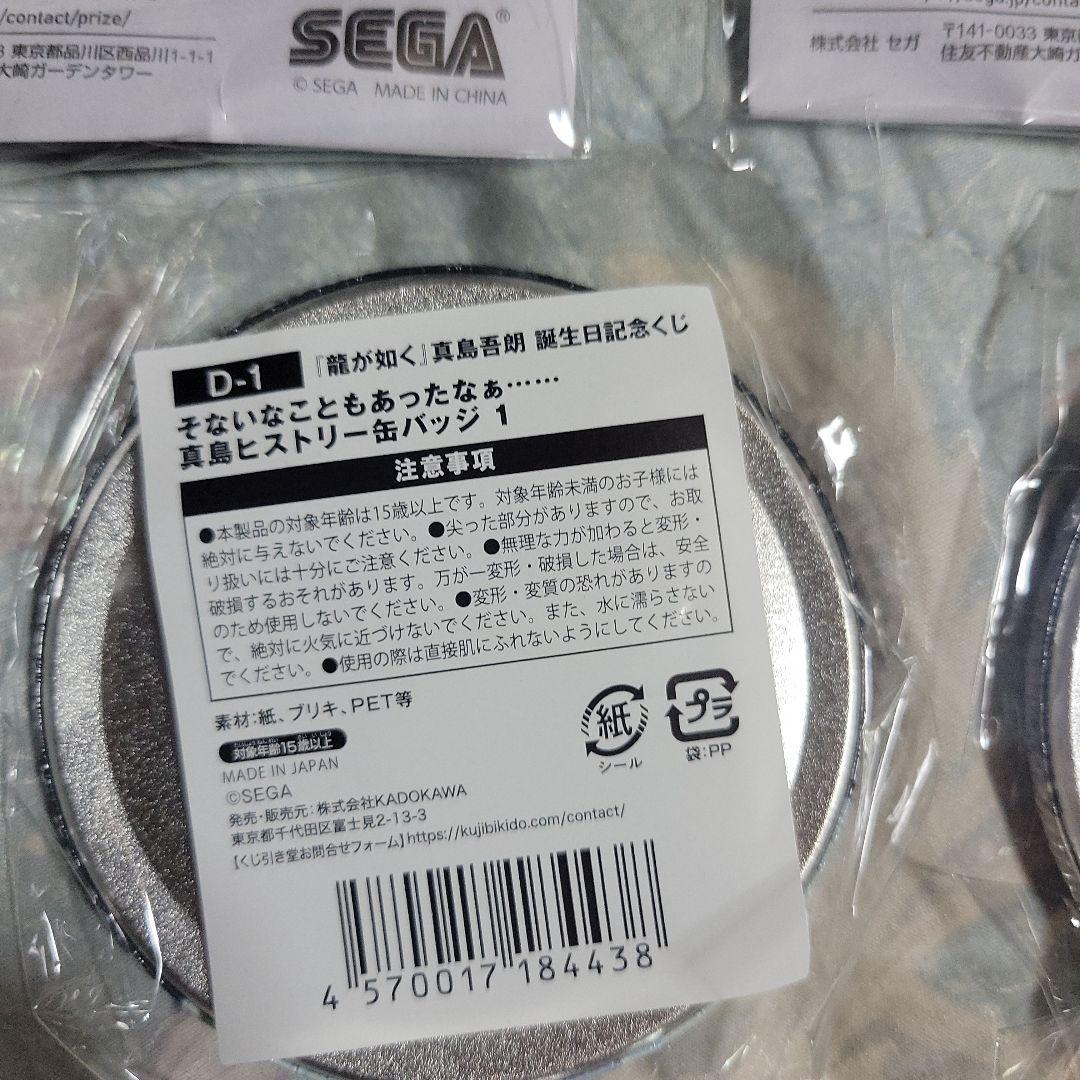 /contact/prize/
3 東京都品川区西品川1-1-1
大崎ガーデンタワー
SEGA®
© SEGA MADE IN CHINA
株式会社 セガ
〒141-0033 東京
住友不動産大崎ガ
D-1
『龍が如く』真島吾朗 誕生日記念くじ
そないなこともあったなぁ……
真島ヒストリー缶バッジ 1
注意事項
●本製品の対象年齢は15歳以上です。対象年齢未満のお子様には
絶対に与えないでください。●尖った部分がありますので、お取
り扱いには十分にご注意ください。●無理な力が加わると変形・
破損するおそれがあります。万が一変形・破損した場合は、安全
のため使用しないでください。●変形・変質の恐れがありますの
で、絶対に火気に近づけないでください。また、水に濡らさない
でください。●使用の際は直接肌にふれないようにしてください。
素材:紙、ブリキ、PET等
対象年齢15歳以上
MADE IN JAPAN
©SEGA
発売・販売元:株式会社KADOKAWA
東京都千代田区富士見2-13-3
【くじ引き堂お問合せフォーム】https://kujibikido.com/contact/
紙
シール
プラ
袋:PP
4 570017 184438